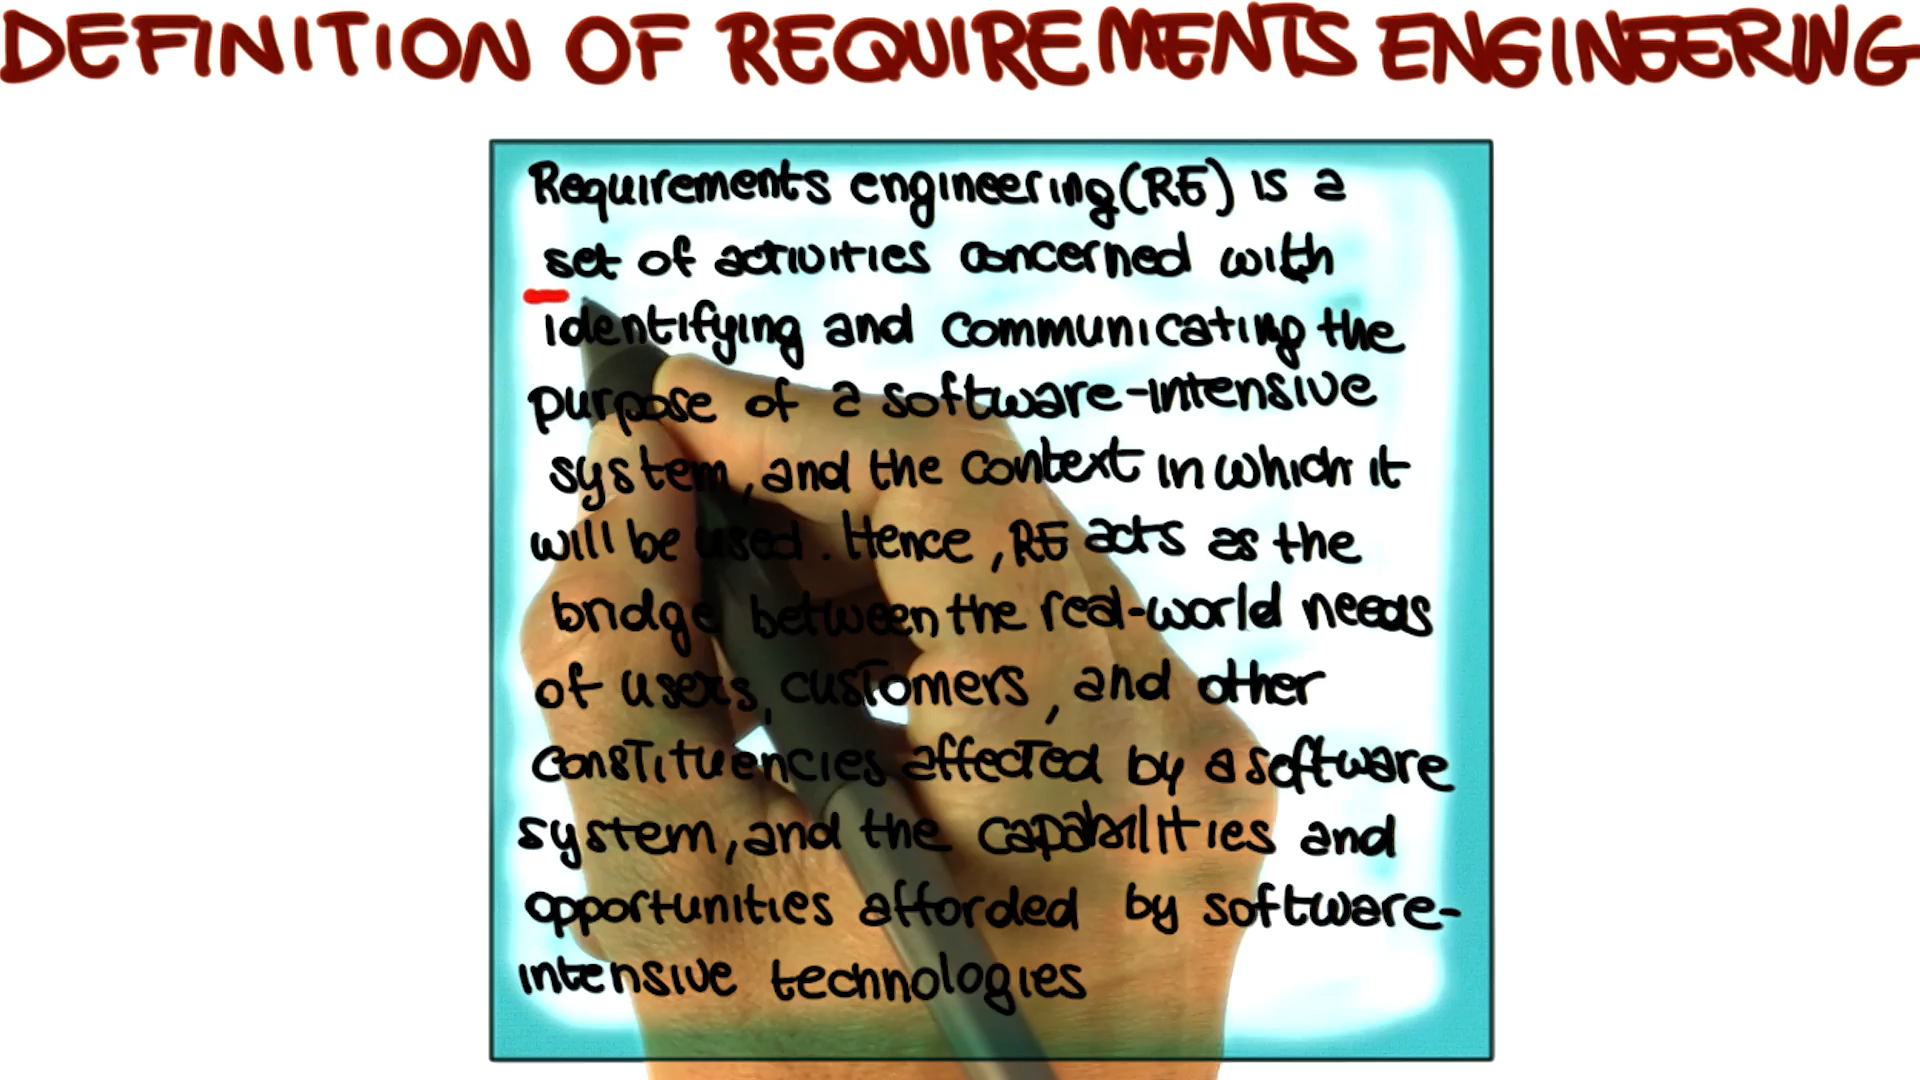 DEFINITION OF REQUIREMENTS ENGINEERING
Requirements engineering (RE) is a
set of activities concerned with
identifying and communicating the
purpose of a software-intensive
system, and the context in which it
will be used. Hence, RE acts as the
bridge between the real-world needs
of users, customers, and other
constituencies affected by a software
system, and the capabilities and
opportunities afforded by software-
intensive technologies